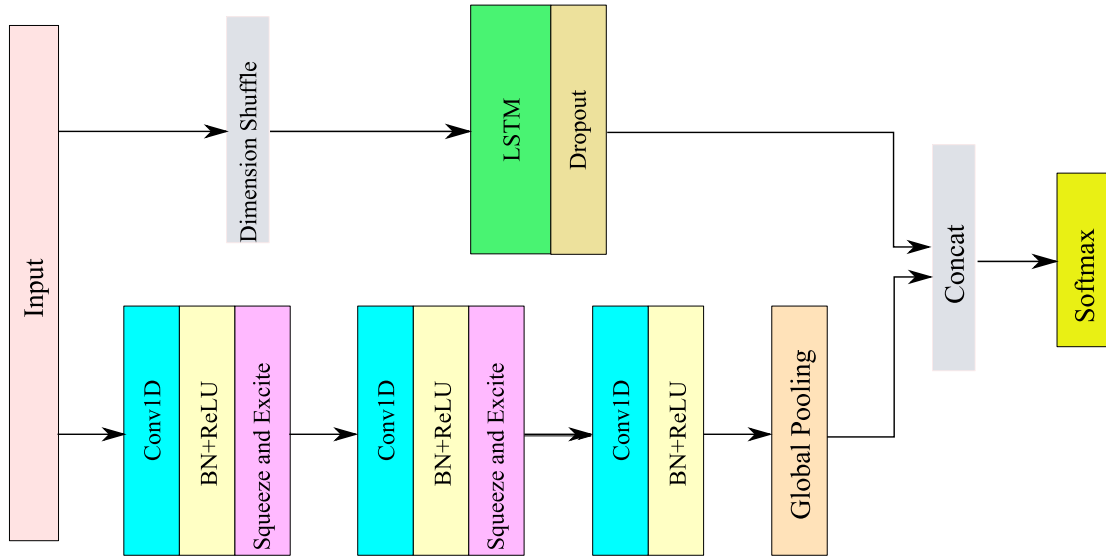 Input
Dimension Shuffle
LSTM
Dropout
Conv1D
BN+ReLU
Squeeze and Excite
Conv1D
BN+ReLU
Squeeze and Excite
Conv1D
BN+ReLU
Global Pooling
Concat
Softmax